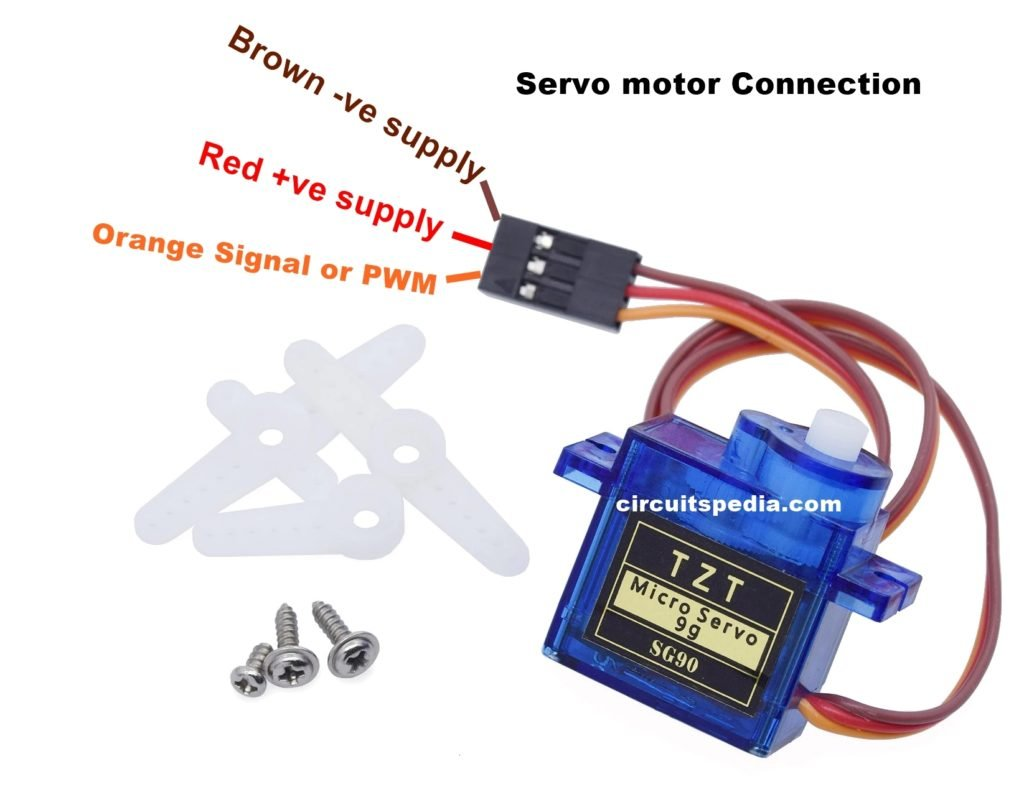 Servo motor Connection
Brown -ve supply
Red +ve supply
Orange Signal or PWM
circuitspedia.com
TZT
Micro Servo
9g
SG90